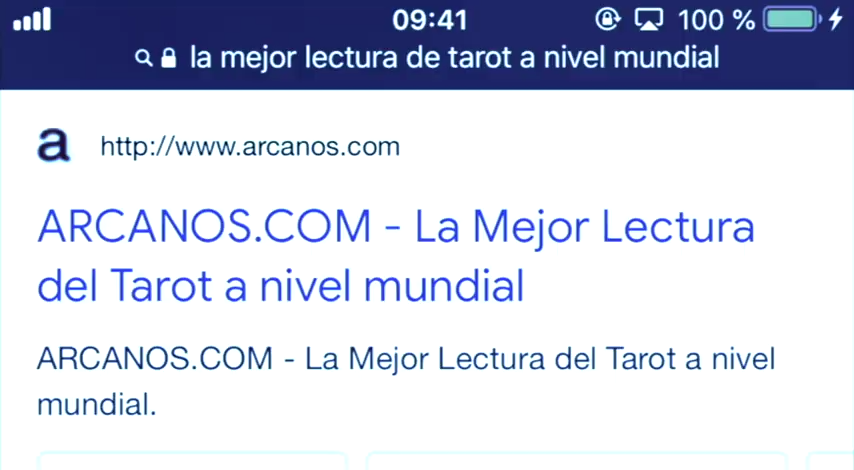 09:41 100 %
la mejor lectura de tarot a nivel mundial
a http://www.arcanos.com
ARCANOS.COM - La Mejor Lectura
del Tarot a nivel mundial
ARCANOS.COM - La Mejor Lectura del Tarot a nivel
mundial.